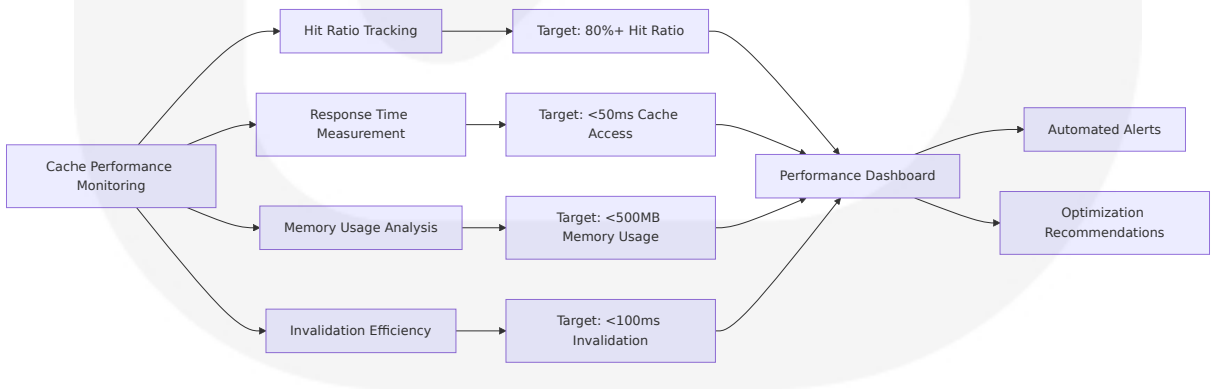 Cache Performance
Monitoring
Hit Ratio Tracking
Target: 80%+ Hit Ratio
Response Time
Measurement
Target: <50ms Cache
Access
Memory Usage Analysis
Target: <500MB
Memory Usage
Invalidation Efficiency
Target: <100ms
Invalidation
Performance Dashboard
Automated Alerts
Optimization
Recommendations